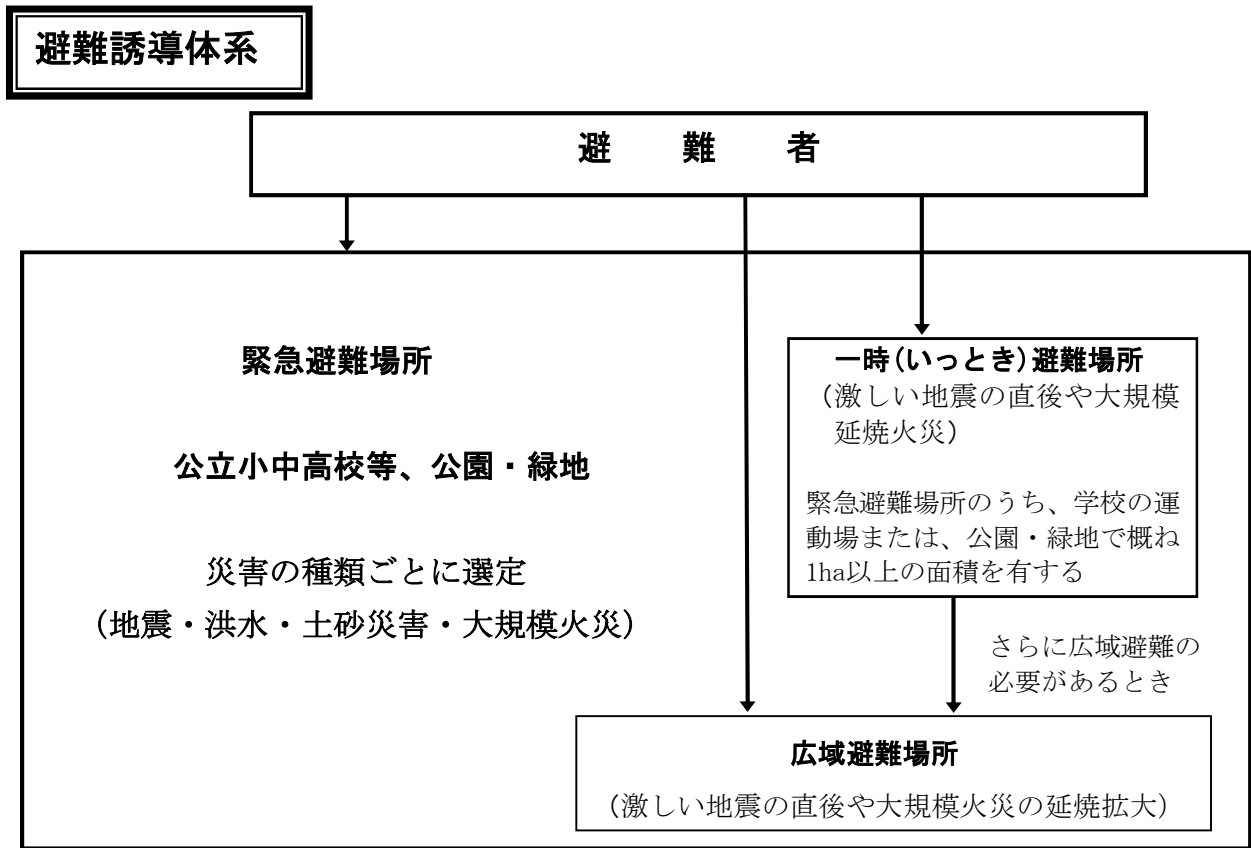 避難誘導体系
避 難 者
緊急避難場所
公立小中高校等、公園・緑地
災害の種類ごとに選定
（地震・洪水・土砂災害・大規模火災）
一時(いっとき)避難場所
（激しい地震の直後や大規模
延焼火災）
緊急避難場所のうち、学校の運
動場または、公園・緑地で概ね
1ha以上の面積を有する
さらに広域避難の
必要があるとき
広域避難場所
（激しい地震の直後や大規模火災の延焼拡大）